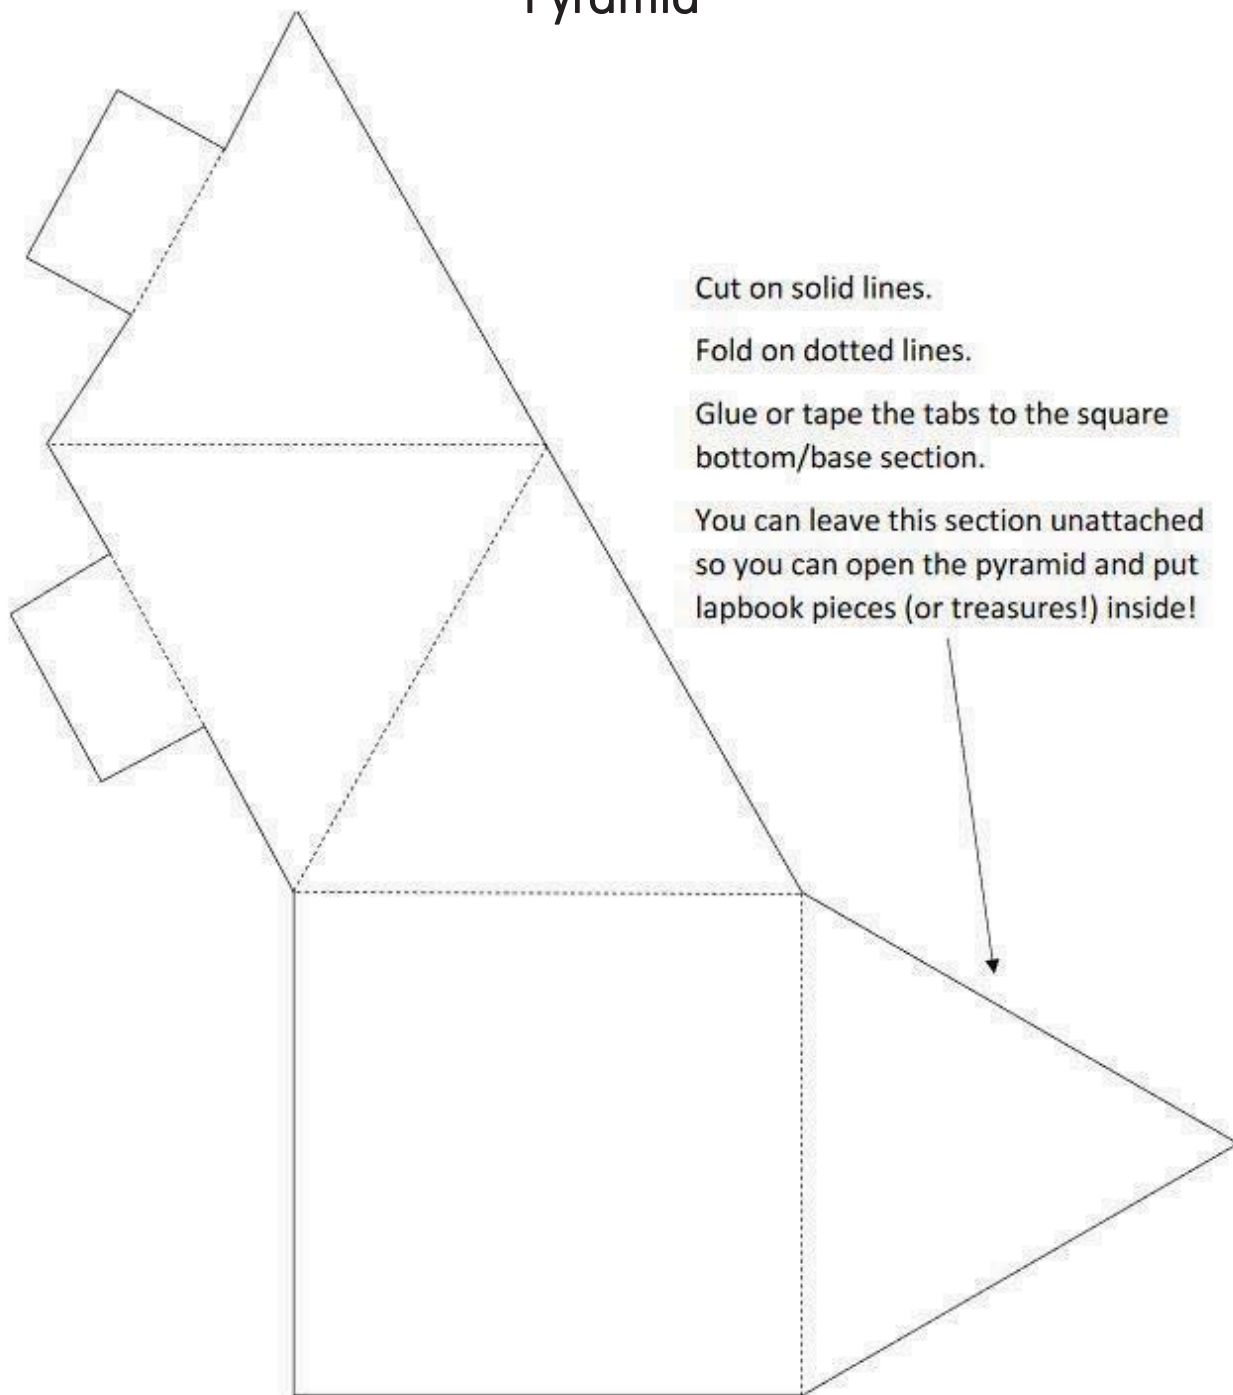 Pyramid
Cut on solid lines.
Fold on dotted lines.
Glue or tape the tabs to the square
bottom/base section.
You can leave this section unattached
so you can open the pyramid and put
lapbook pieces (or treasures!) inside!